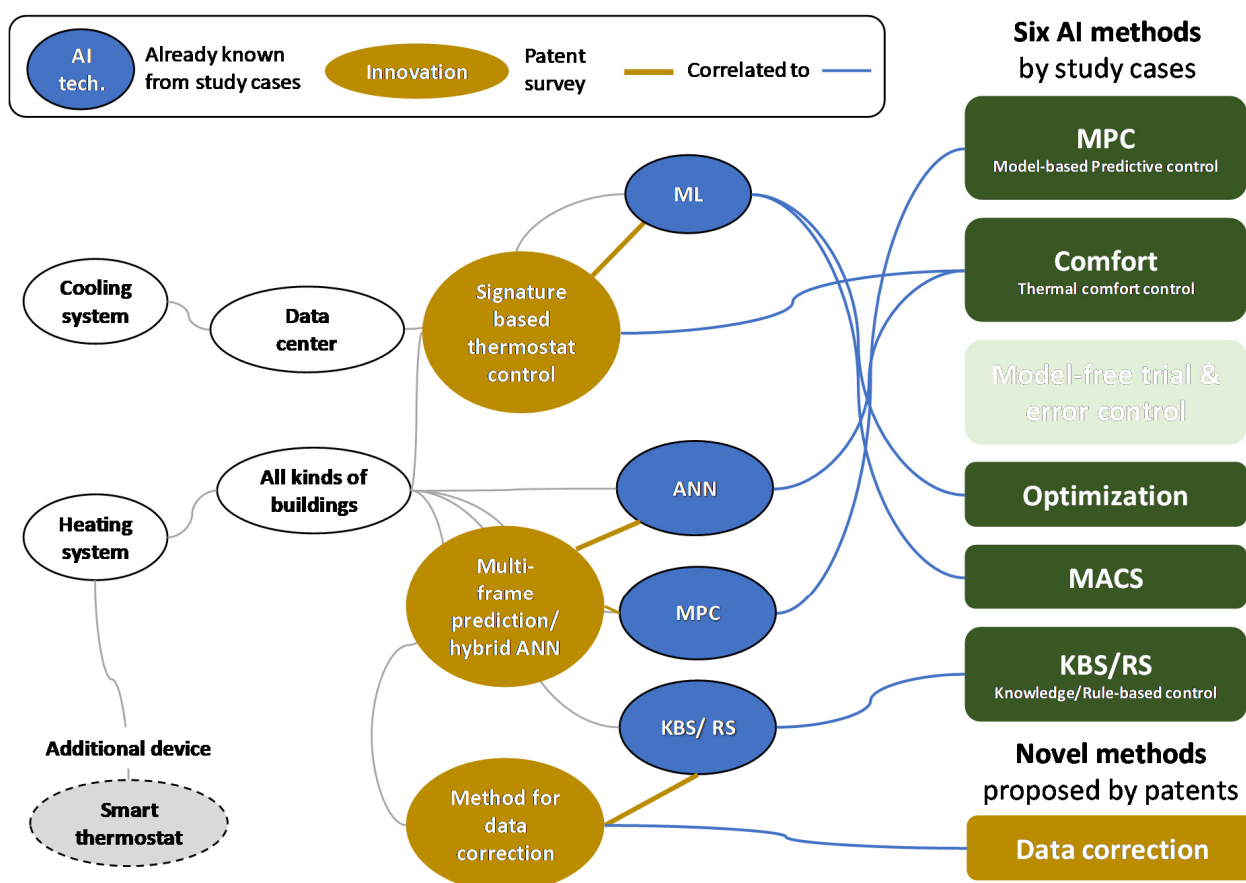 AI
tech.
Already known
from study cases
Innovation
Patent
survey
Correlated to
Six AI methods
by study cases
MPC
Model-based Predictive control
Comfort
Thermal comfort control
Model-free trial &
error control
Optimization
MACS
KBS/RS
Knowledge/Rule-based control
Novel methods
proposed by patents
Data correction
ML
Signature
based
thermostat
control
Cooling
system
Data
center
All kinds of
buildings
Heating
system
ANN
Multi-
frame
prediction/
hybrid ANN
MPC
KBS/ RS
Additional device
Smart
thermostat
Method for
data
correction